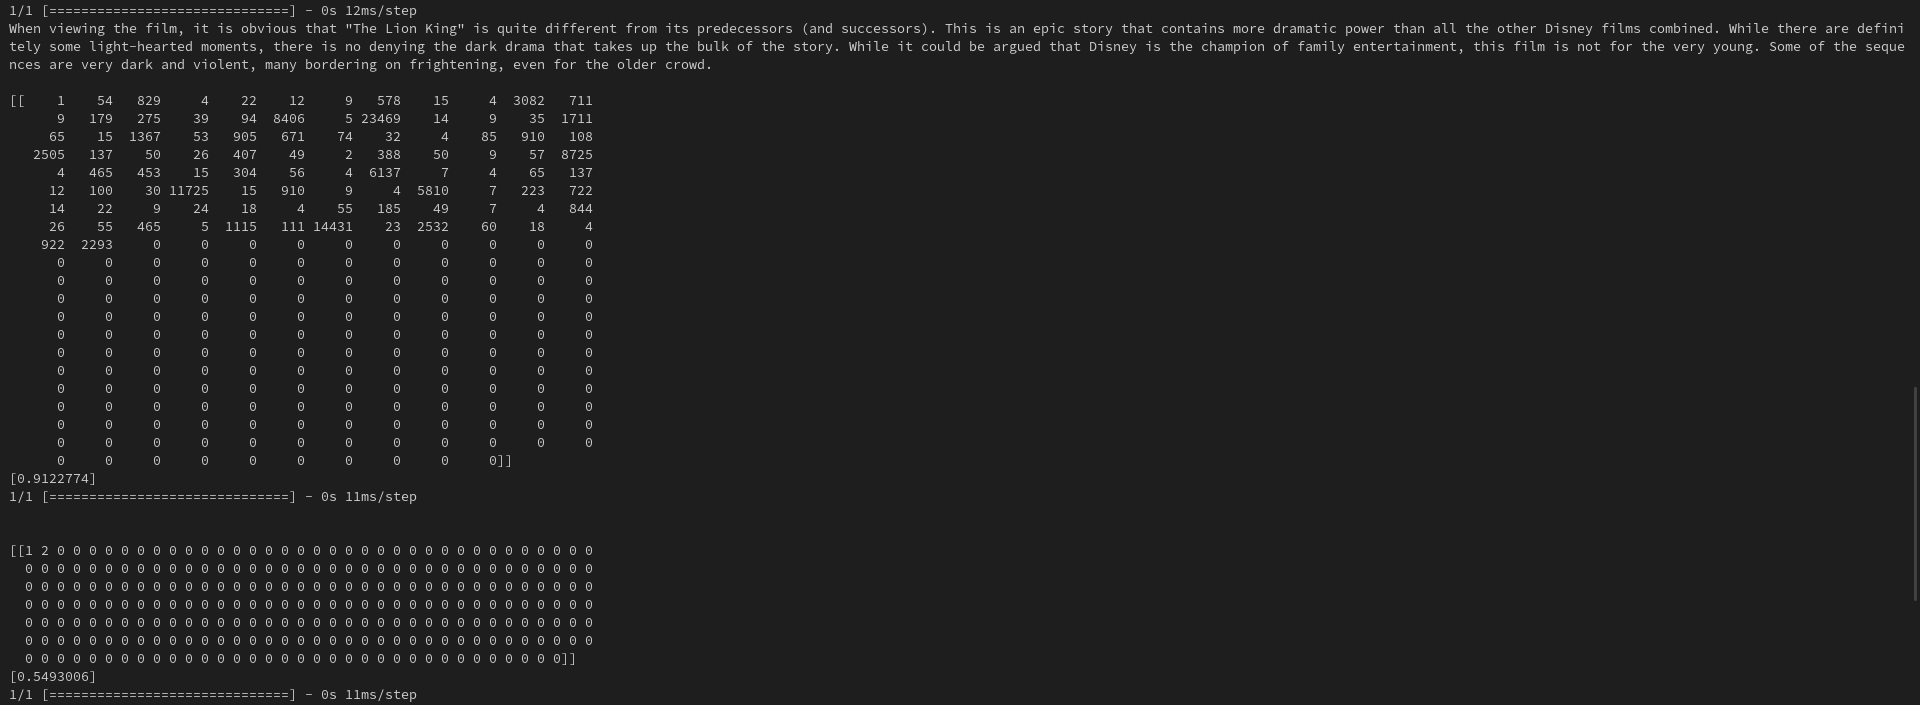 1/1 [==============================] - 0s 12ms/step
When viewing the film, it is obvious that "The Lion King" is quite different from its predecessors (and successors). This is an epic story that contains more dramatic power than all the other Disney films combined. While there are defini
tely some light-hearted moments, there is no denying the dark drama that takes up the bulk of the story. While it could be argued that Disney is the champion of family entertainment, this film is not for the very young. Some of the seque
nces are very dark and violent, many bordering on frightening, even for the older crowd.
[[    1    54   829     4    22    12     9   578    15     4  3082   711
      9   179   275    39    94  8406     5 23469    14     9    35  1711
     65    15  1367    53   905   671    74    32     4    85   910   108
   2505   137    50    26   407    49     2   388    50     9    57  8725
      4   465   453    15   304    56     4  6137     7     4    65   137
     12   100    30 11725    15   910     9     4  5810     7   223   722
     14    22     9    24    18     4    55   185    49     7     4   844
     26    55   465     5  1115   111 14431    23  2532    60    18     4
    922  2293     0     0     0     0     0     0     0     0     0     0
      0     0     0     0     0     0     0     0     0     0     0     0
      0     0     0     0     0     0     0     0     0     0     0     0
      0     0     0     0     0     0     0     0     0     0     0     0
      0     0     0     0     0     0     0     0     0     0     0     0
      0     0     0     0     0     0     0     0     0     0     0     0
      0     0     0     0     0     0     0     0     0     0     0     0
      0     0     0     0     0     0     0     0     0     0     0     0
      0     0     0     0     0     0     0     0     0     0     0     0
      0     0     0     0     0     0     0     0     0     0     0     0
      0     0     0     0     0     0     0     0     0     0     0     0
      0     0     0     0     0     0     0     0     0     0     0     0
      0     0     0     0     0     0     0     0     0     0]]
[0.9122774]
1/1 [==============================] - 0s 11ms/step
[[1 2 0 0 0 0 0 0 0 0 0 0 0 0 0 0 0 0 0 0 0 0 0 0 0 0 0 0 0 0 0 0 0 0 0 0
  0 0 0 0 0 0 0 0 0 0 0 0 0 0 0 0 0 0 0 0 0 0 0 0 0 0 0 0 0 0 0 0 0 0 0 0
  0 0 0 0 0 0 0 0 0 0 0 0 0 0 0 0 0 0 0 0 0 0 0 0 0 0 0 0 0 0 0 0 0 0 0 0
  0 0 0 0 0 0 0 0 0 0 0 0 0 0 0 0 0 0 0 0 0 0 0 0 0 0 0 0 0 0 0 0 0 0 0 0
  0 0 0 0 0 0 0 0 0 0 0 0 0 0 0 0 0 0 0 0 0 0 0 0 0 0 0 0 0 0 0 0 0 0 0 0
  0 0 0 0 0 0 0 0 0 0 0 0 0 0 0 0 0 0 0 0 0 0 0 0 0 0 0 0 0 0 0 0 0 0 0 0
  0 0 0 0 0 0 0 0 0 0 0 0 0 0 0 0 0 0 0 0 0 0 0 0 0 0 0 0 0 0 0 0 0 0]]
[0.5493006]
1/1 [==============================] - 0s 11ms/step